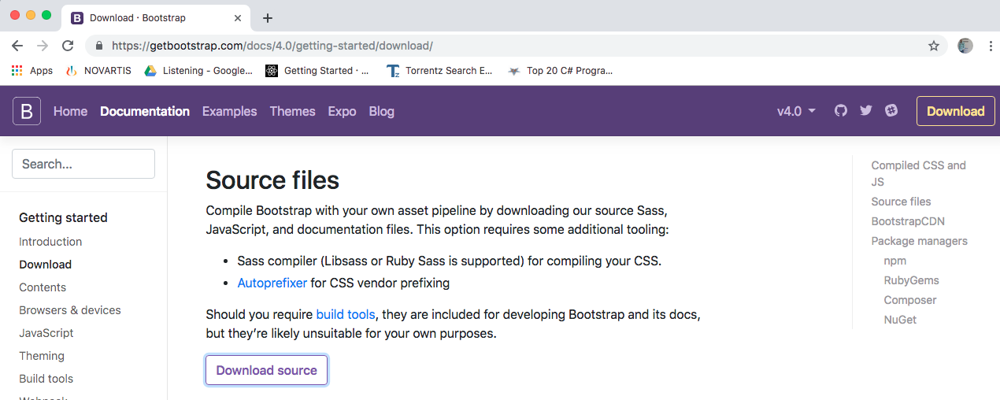 Download · Bootstrap
https://getbootstrap.com/docs/4.0/getting-started/download/
Apps
NOVARTIS
Listening - Google...
Getting Started · ...
Torrentz Search E...
Top 20 C# Progra...
B
Home
Documentation
Examples
Themes
Expo
Blog
v4.0
Download
Search...
Getting started
Introduction
Download
Contents
Browsers & devices
JavaScript
Theming
Build tools
Webpack
Source files
Compile Bootstrap with your own asset pipeline by downloading our source Sass,
JavaScript, and documentation files. This option requires some additional tooling:
• Sass compiler (Libsass or Ruby Sass is supported) for compiling your CSS.
• Autoprefixer for CSS vendor prefixing
Should you require build tools, they are included for developing Bootstrap and its docs,
but they’re likely unsuitable for your own purposes.
Download source
Compiled CSS and
JS
Source files
BootstrapCDN
Package managers
npm
RubyGems
Composer
NuGet